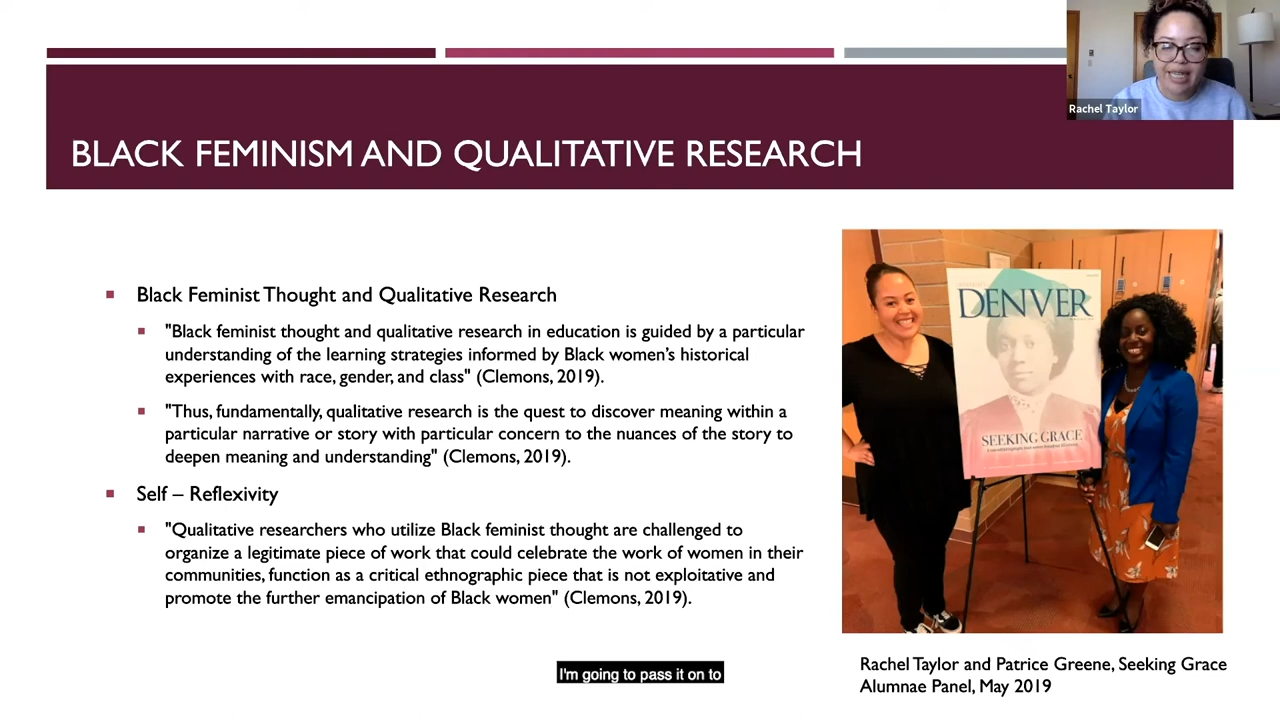 Rachel Taylor
BLACK FEMINISM AND QUALITATIVE RESEARCH
Black Feminist Thought and Qualitative Research
"Black feminist thought and qualitative research in education is guided by a particular
understanding of the learning strategies informed by Black women's historical
experiences with race, gender, and class" (Clemons, 2019).
"Thus, fundamentally, qualitative research is the quest to discover meaning within a
particular narrative or story with particular concern to the nuances of the story to
deepen meaning and understanding" (Clemons, 2019).
Self – Reflexivity
"Qualitative researchers who utilize Black feminist thought are challenged to
organize a legitimate piece of work that could celebrate the work of women in their
communities, function as a critical ethnographic piece that is not exploitative and
promote the further emancipation of Black women" (Clemons, 2019).
DENVER
SEEKING GRACE
Rachel Taylor and Patrice Greene, Seeking Grace
Alumnae Panel, May 2019
I'm going to pass it on to